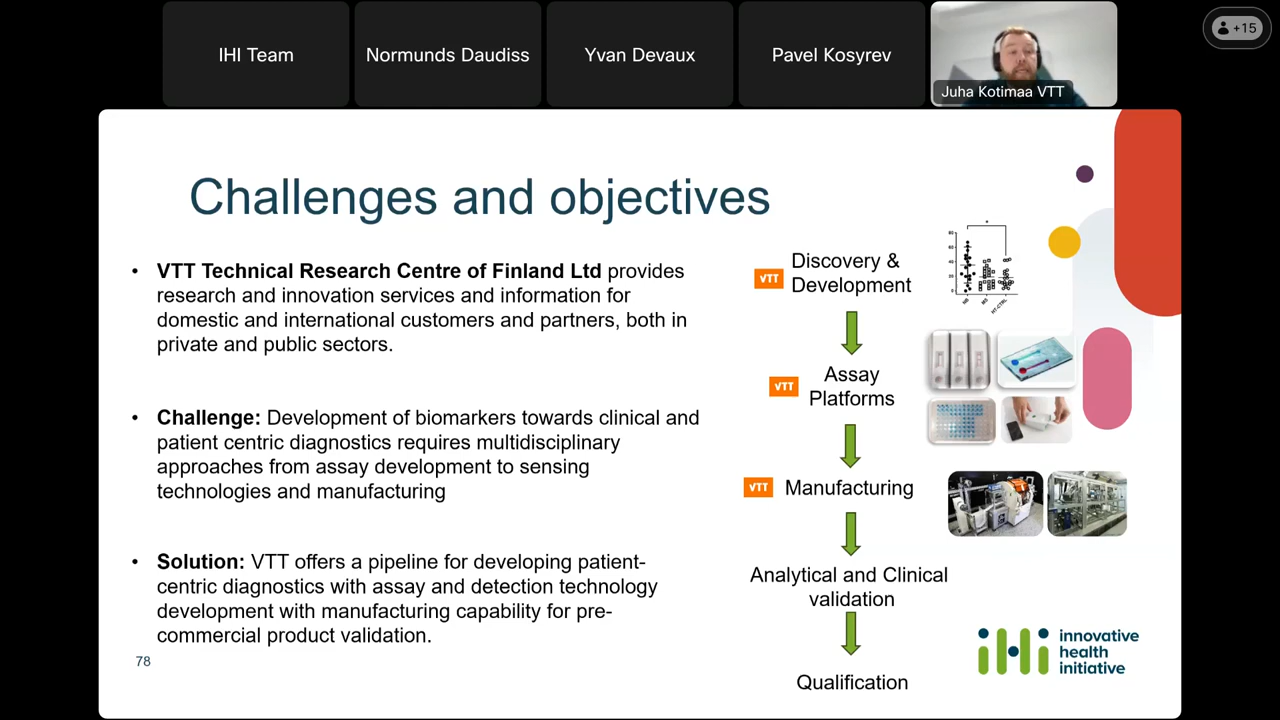 IHI Team
Normunds Daudiss
Yvan Devaux
Pavel Kosyrev
Juha Kotimaa VTT
+15
Challenges and objectives
• VTT Technical Research Centre of Finland Ltd provides
research and innovation services and information for
domestic and international customers and partners, both in
private and public sectors.
• Challenge: Development of biomarkers towards clinical and
patient centric diagnostics requires multidisciplinary
approaches from assay development to sensing
technologies and manufacturing
• Solution: VTT offers a pipeline for developing patient-
centric diagnostics with assay and detection technology
development with manufacturing capability for pre-
commercial product validation.
78
VTT
Discovery &
Development
VTT
Assay
Platforms
VTT
Manufacturing
Analytical and Clinical
validation
Qualification
iHi
innovative
health
initiative